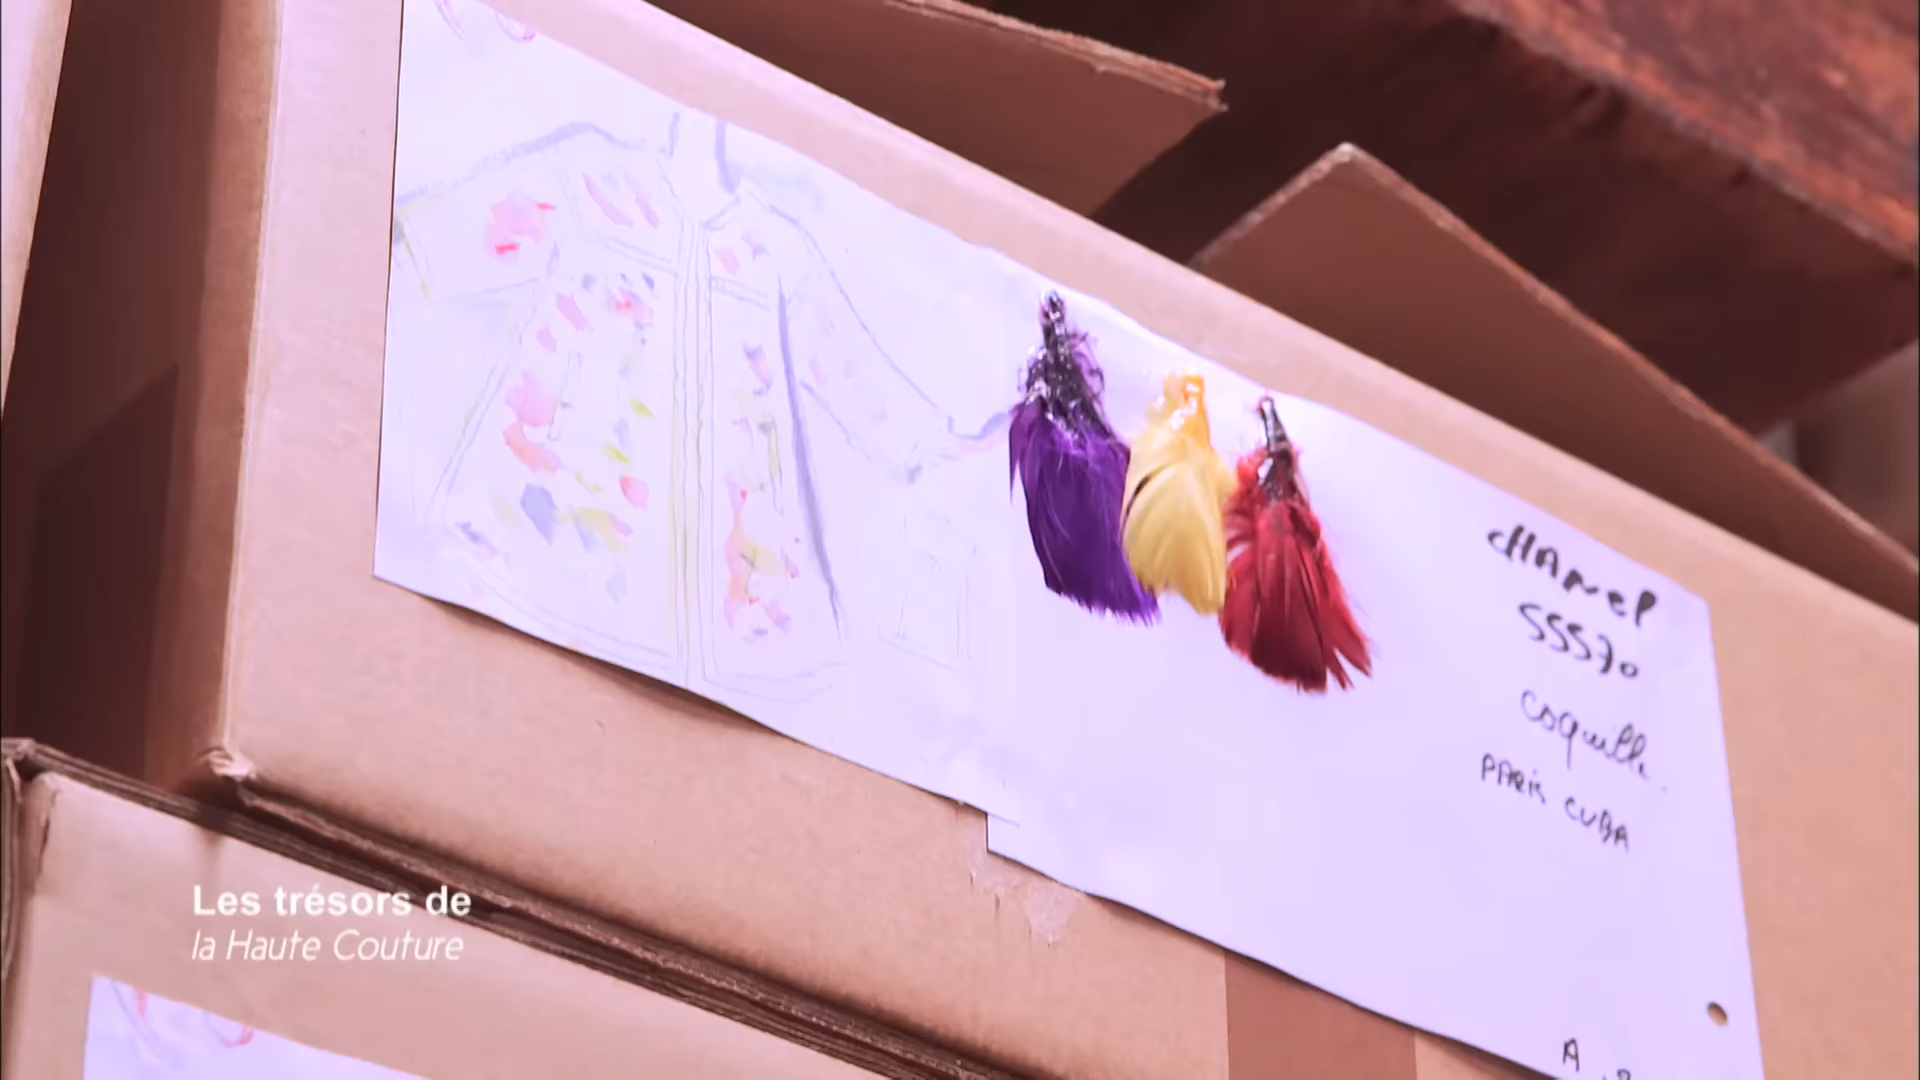 CHANEL
55570
coquille
PARIS CUBA
A
Les trésors de
la Haute Couture